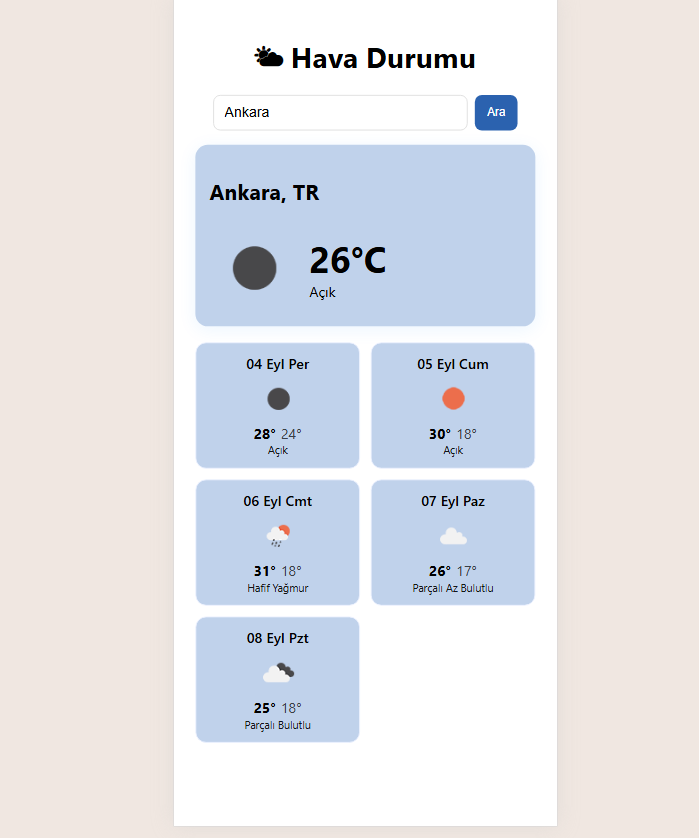 Hava Durumu
Ankara
Ara
Ankara, TR
26°C
Açık
04 Eyl Per
28° 24°
Açık
05 Eyl Cum
30° 18°
Açık
06 Eyl Cmt
31° 18°
Hafif Yağmur
07 Eyl Paz
26° 17°
Parçalı Az Bulutlu
08 Eyl Pzt
25° 18°
Parçalı Bulutlu